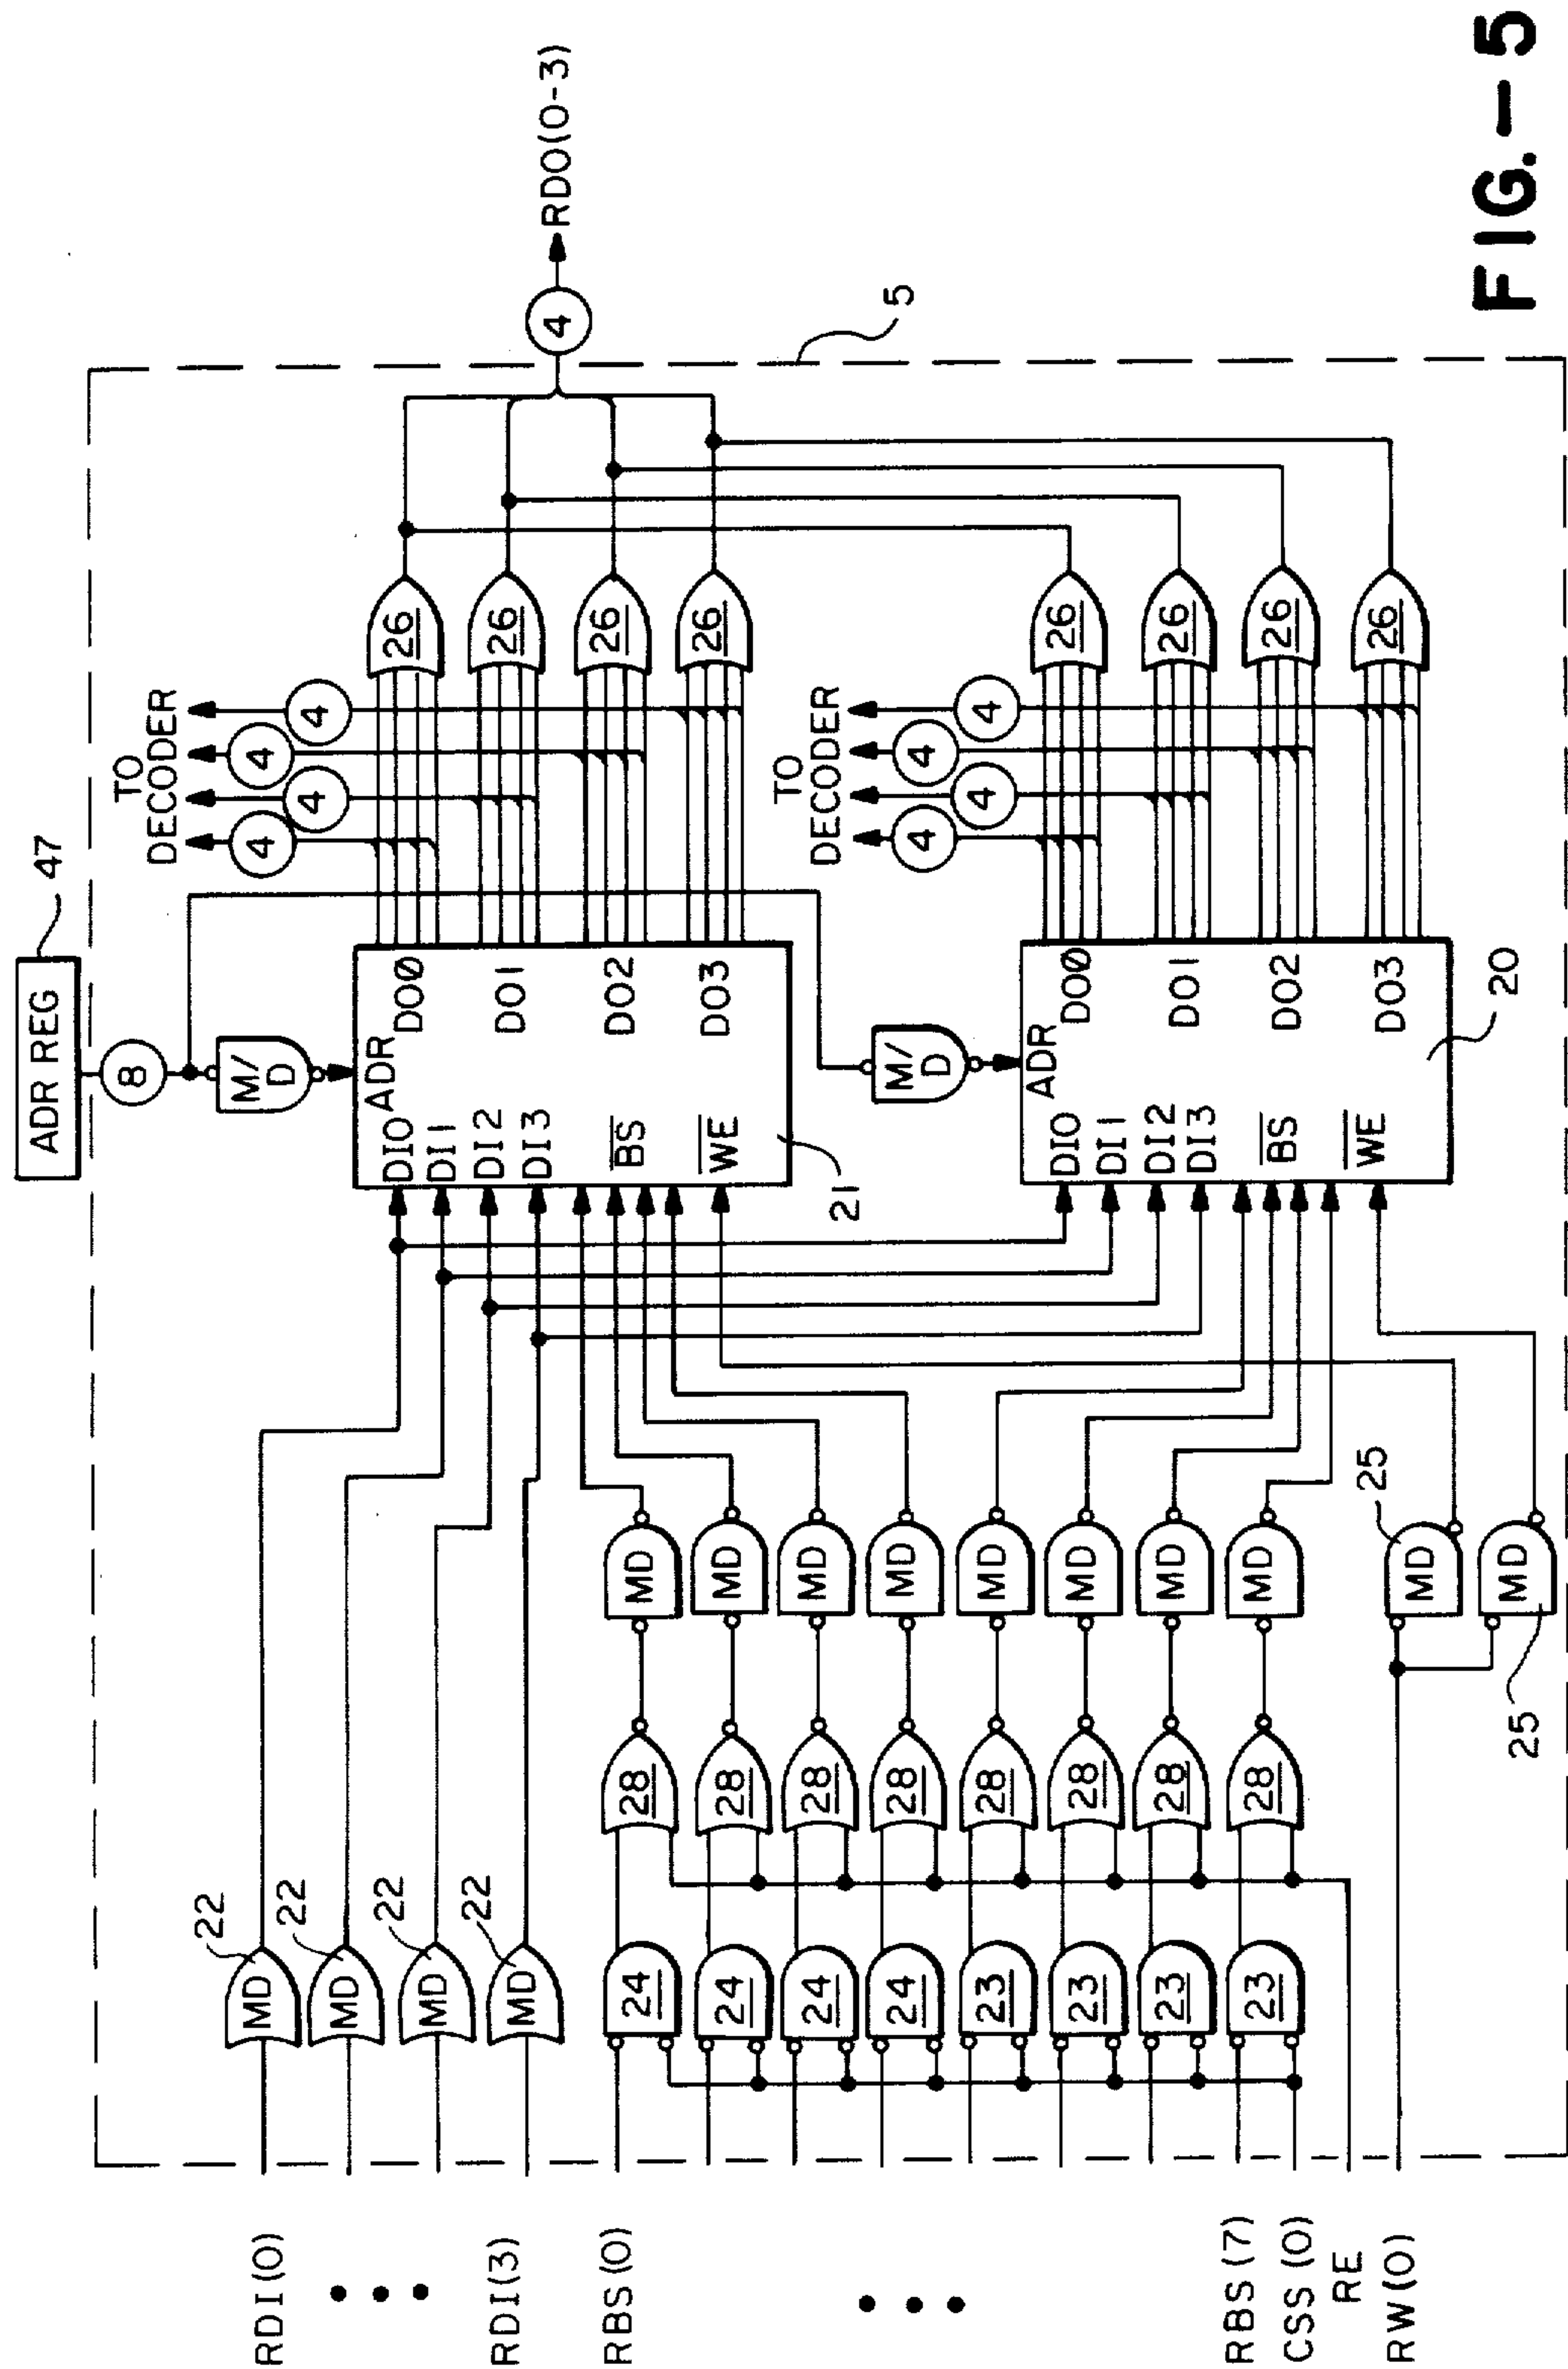 ADR REG
47
8
M/
D
ADR
DI0
DI1
DI2
DI3
BS
WE
DO0
DO1
DO2
DO3
21
TO
DECODER
4
4
4
4
26
26
26
26
4
RDO(0-3)
5
M/
D
ADR
DI0
DI1
DI2
DI3
BS
WE
DO0
DO1
DO2
DO3
20
TO
DECODER
4
4
4
4
26
26
26
26
RDI(0)
RDI(3)
RBS(0)
RBS(7)
CSS(0)
RE
RW(0)
MD
22
MD
22
MD
22
MD
22
24
28
MD
24
28
MD
24
28
MD
24
28
MD
23
28
MD
23
28
MD
23
28
MD
23
28
MD
MD
25
MD
25
FIG.-5